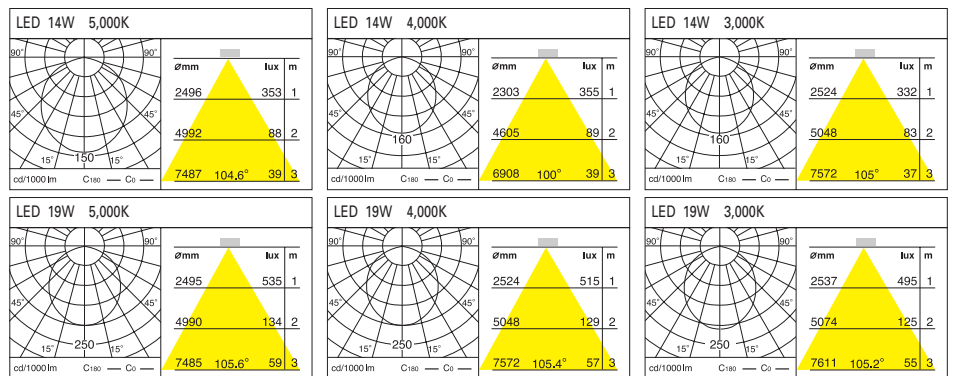 LED 14W 5,000K
90° 90°
ømm lux m
2496 353 1
45° 45°
4992 88 2
15° 150 15°
7487 104.6° 39 3
cd/1000 lm C180 — C0 —
LED 14W 4,000K
90° 90°
ømm lux m
2303 355 1
45° 45°
4605 89 2
160
15° 15°
6908 100° 39 3
cd/1000 lm C180 — C0 —
LED 14W 3,000K
90° 90°
ømm lux m
2524 332 1
45° 45°
5048 83 2
160
15° 15°
7572 105° 37 3
cd/1000 lm C180 — C0 —
LED 19W 5,000K
90° 90°
ømm lux m
2495 535 1
45° 45°
4990 134 2
15° 250 15°
7485 105.6° 59 3
cd/1000 lm C180 — C0 —
LED 19W 4,000K
90° 90°
ømm lux m
2524 515 1
45° 45°
5048 129 2
15° 250 15°
7572 105.4° 57 3
cd/1000 lm C180 — C0 —
LED 19W 3,000K
90° 90°
ømm lux m
2537 495 1
45° 45°
5074 125 2
15° 250 15°
7611 105.2° 55 3
cd/1000 lm C180 — C0 —